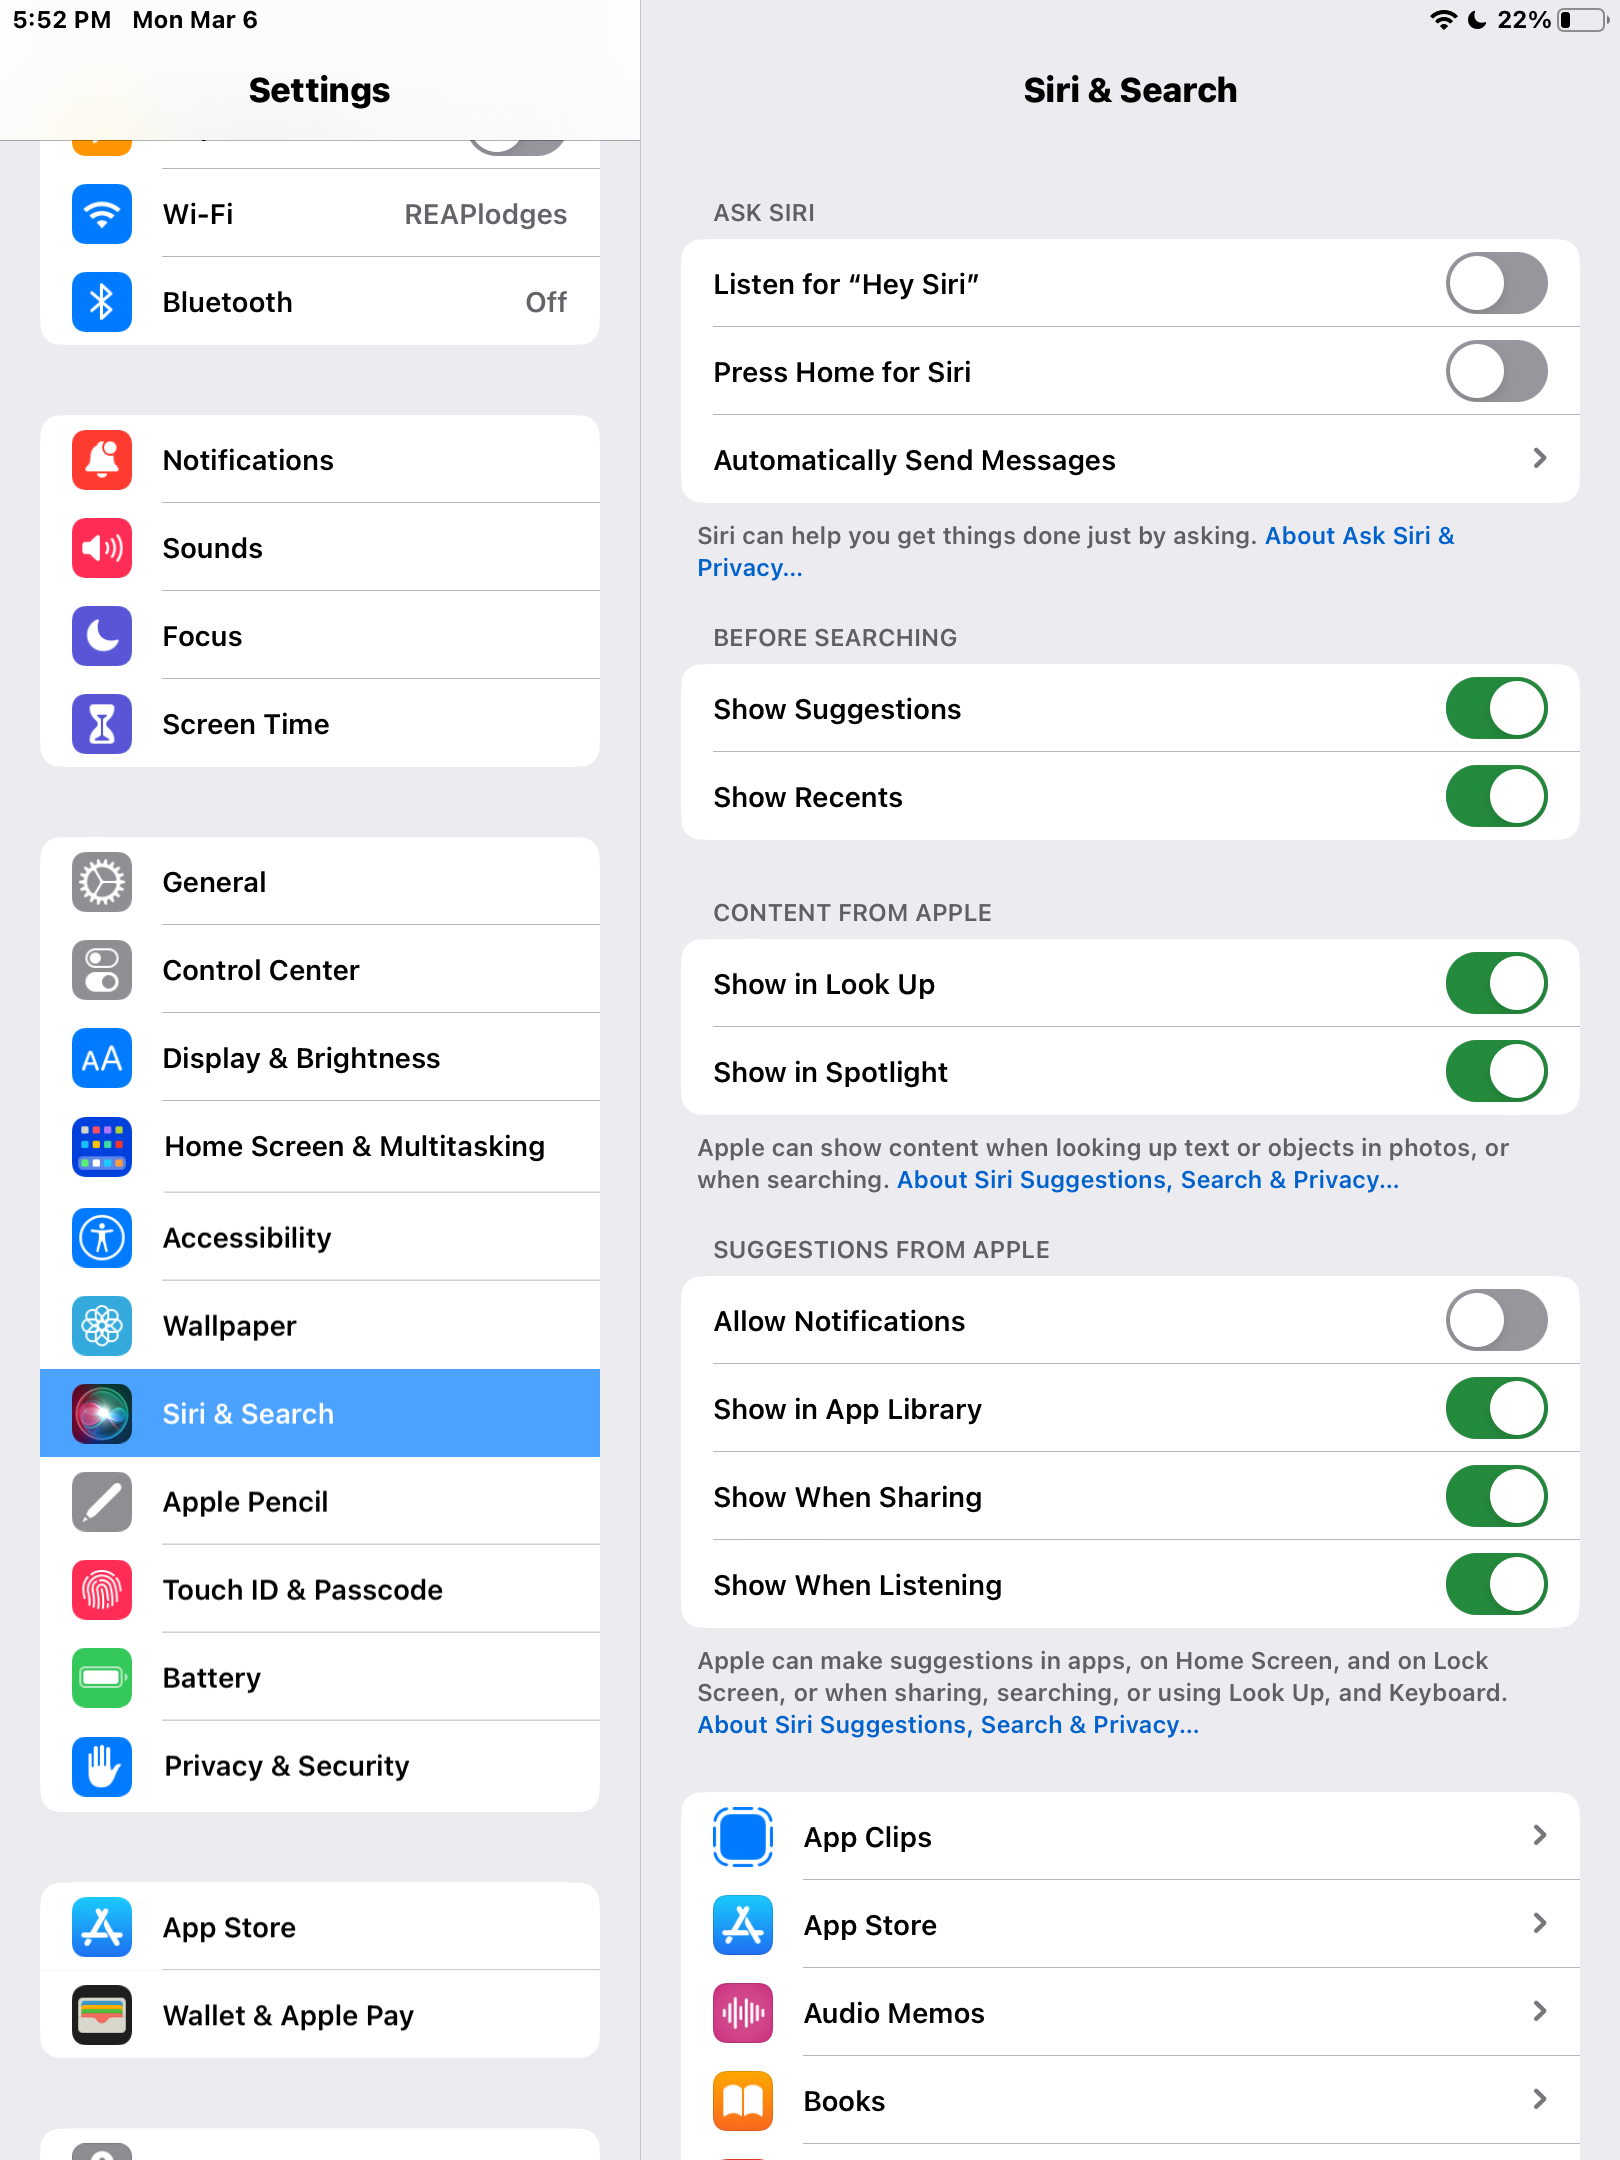 5:52 PM Mon Mar 6
22%
Settings
Wi-Fi REAPlodges
Bluetooth Off
Notifications
Sounds
Focus
Screen Time
General
Control Center
AA Display & Brightness
Home Screen & Multitasking
Accessibility
Wallpaper
Siri & Search
Apple Pencil
Touch ID & Passcode
Battery
Privacy & Security
App Store
Wallet & Apple Pay
Siri & Search
ASK SIRI
Listen for “Hey Siri”
Press Home for Siri
Automatically Send Messages
Siri can help you get things done just by asking. About Ask Siri &
Privacy...
BEFORE SEARCHING
Show Suggestions
Show Recents
CONTENT FROM APPLE
Show in Look Up
Show in Spotlight
Apple can show content when looking up text or objects in photos, or
when searching. About Siri Suggestions, Search & Privacy...
SUGGESTIONS FROM APPLE
Allow Notifications
Show in App Library
Show When Sharing
Show When Listening
Apple can make suggestions in apps, on Home Screen, and on Lock
Screen, or when sharing, searching, or using Look Up, and Keyboard.
About Siri Suggestions, Search & Privacy...
App Clips
App Store
Audio Memos
Books